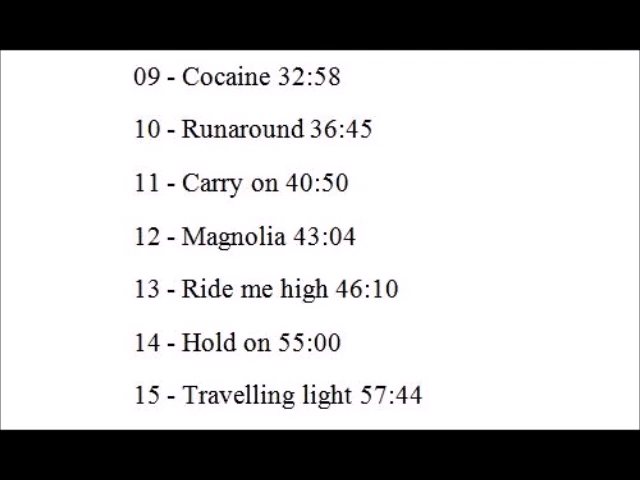 09 - Cocaine 32:58
10 - Runaround 36:45
11 - Carry on 40:50
12 - Magnolia 43:04
13 - Ride me high 46:10
14 - Hold on 55:00
15 - Travelling light 57:44